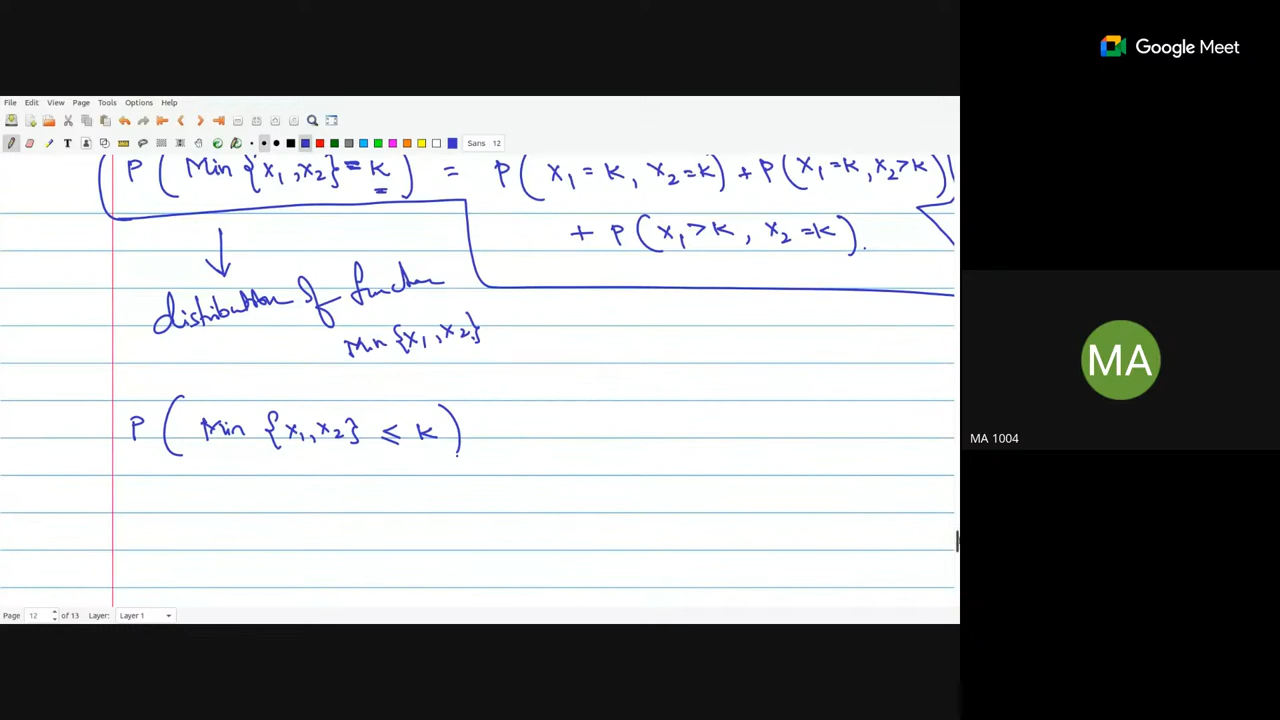 Google Meet
File Edit View Page Tools Options Help
Sans 12
P ( Min {x₁, x₂} = K ) = P ( x₁ = K, x₂ = K ) + P ( x₁ = K, x₂ > K )
+ P ( x₁ > K, x₂ = K ).
distribution of function
Min {x₁, x₂}
P ( Min {x₁, x₂} ≤ K )
MA
MA 1004
Page 12 of 13 Layer: Layer 1